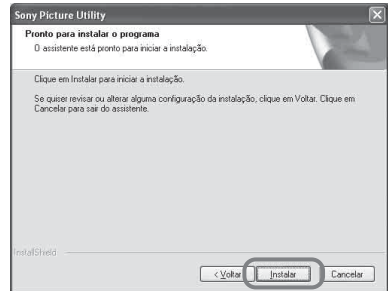 Sony Picture Utility
Pronto para instalar o programa
O assistente está pronto para iniciar a instalação.
Clique em Instalar para iniciar a instalação.
Se quiser revisar ou alterar alguma configuração da instalação, clique em Voltar. Clique em
Cancelar para sair do assistente.
InstallShield
< Voltar Instalar Cancelar